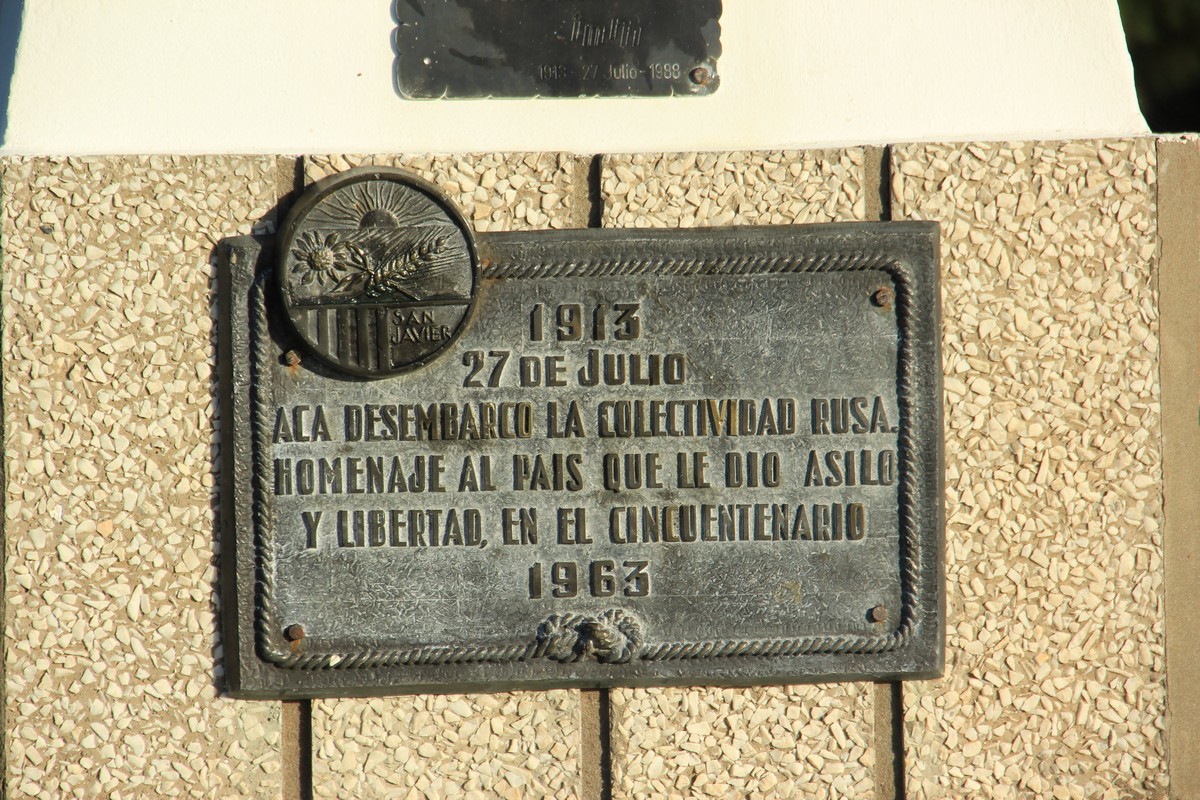 1913 - 27 Julio - 1988
SAN
JAVIER
1913
27 DE JULIO
ACA DESEMBARCO LA COLECTIVIDAD RUSA.
HOMENAJE AL PAIS QUE LE DIO ASILO
Y LIBERTAD, EN EL CINCUENTENARIO
1963